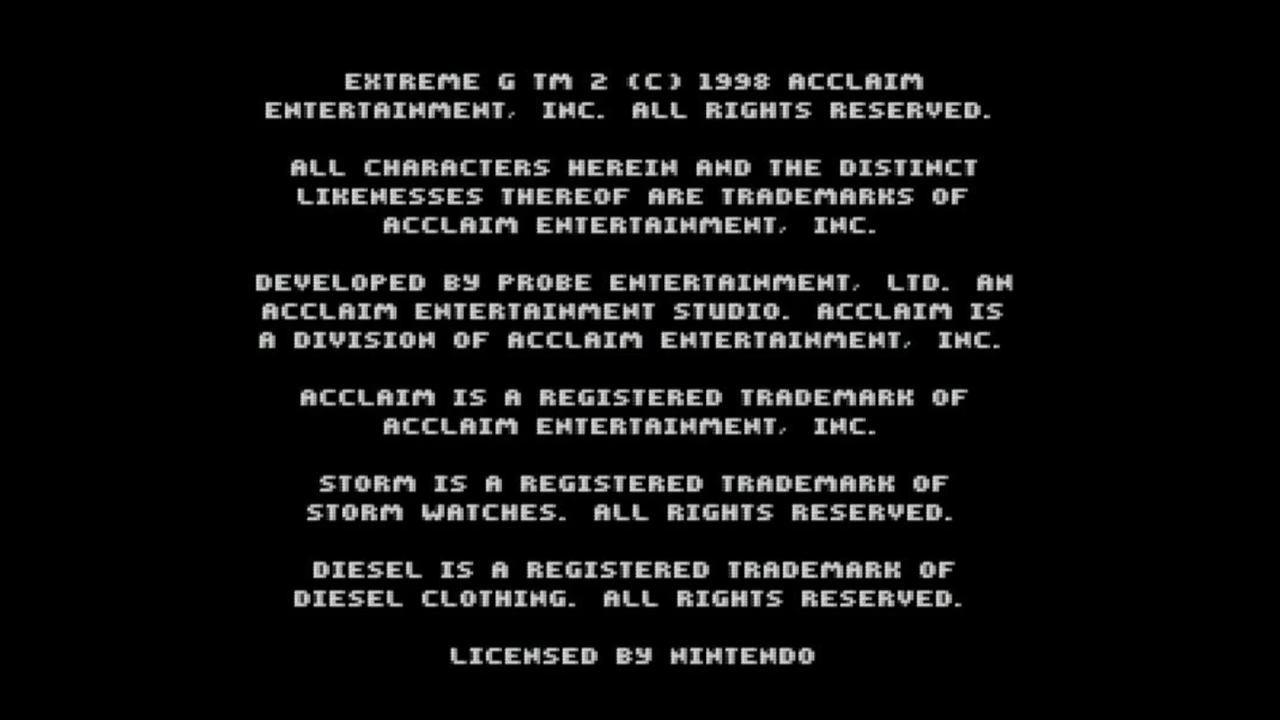 EXTREME G TM 2 (C) 1998 ACCLAIM
ENTERTAINMENT, INC. ALL RIGHTS RESERVED.
ALL CHARACTERS HEREIN AND THE DISTINCT
LIKENESSES THEREOF ARE TRADEMARKS OF
ACCLAIM ENTERTAINMENT, INC.
DEVELOPED BY PROBE ENTERTAINMENT, LTD. AN
ACCLAIM ENTERTAINMENT STUDIO. ACCLAIM IS
A DIVISION OF ACCLAIM ENTERTAINMENT, INC.
ACCLAIM IS A REGISTERED TRADEMARK OF
ACCLAIM ENTERTAINMENT, INC.
STORM IS A REGISTERED TRADEMARK OF
STORM WATCHES. ALL RIGHTS RESERVED.
DIESEL IS A REGISTERED TRADEMARK OF
DIESEL CLOTHING. ALL RIGHTS RESERVED.
LICENSED BY NINTENDO